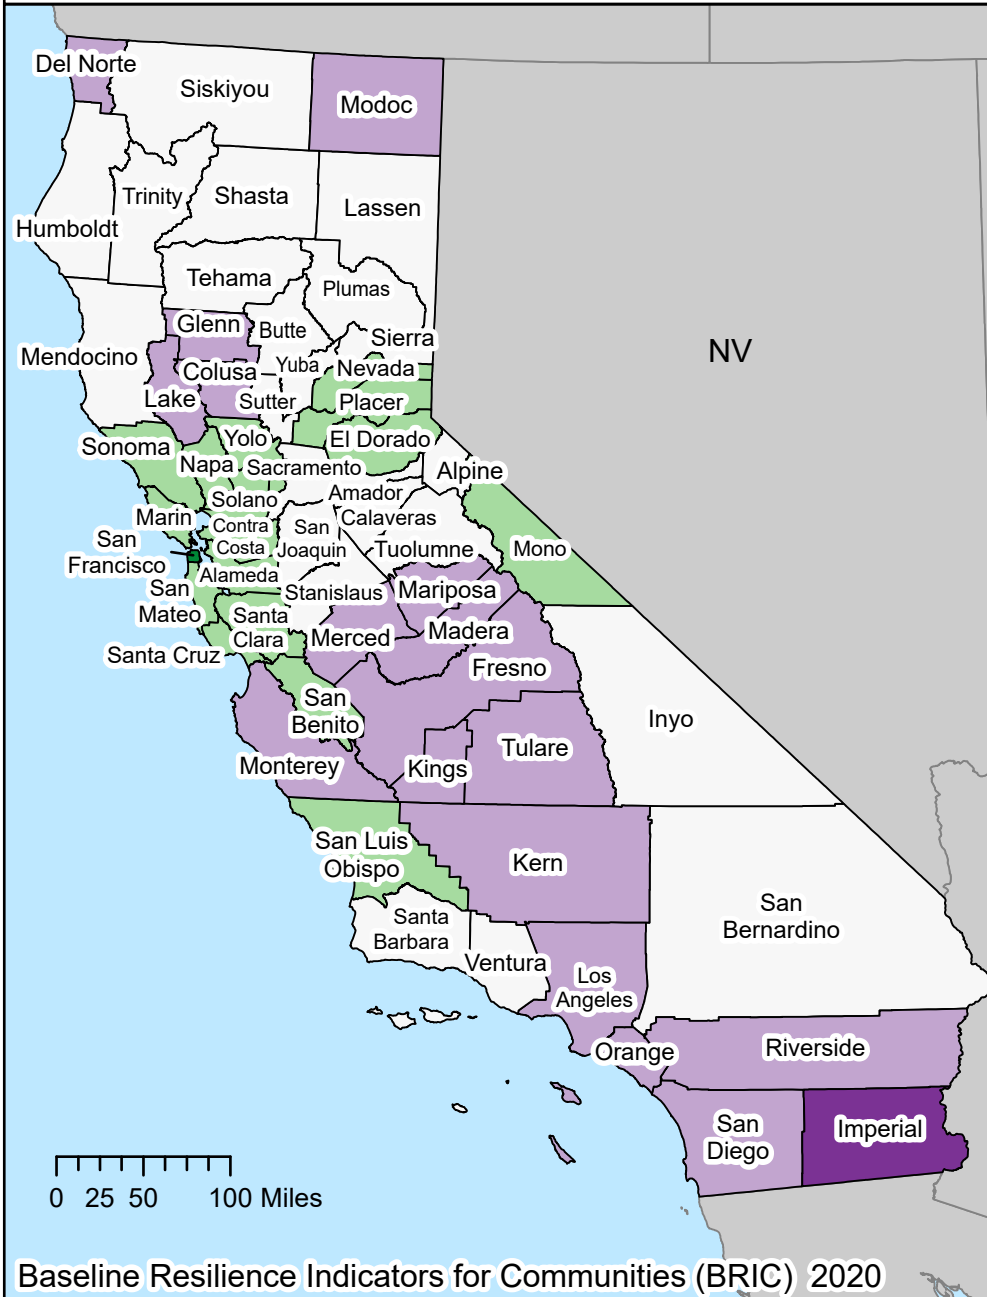 Del Norte
Siskiyou
Modoc
Trinity
Shasta
Lassen
Humboldt
Tehama
Plumas
Glenn
Butte
Sierra
Mendocino
Yuba
Nevada
Colusa
Lake
Sutter
Placer
NV
Sonoma
Yolo
El Dorado
Napa
Sacramento
Alpine
Solano
Amador
Marin
Contra
Costa
San
Joaquin
Calaveras
San
Francisco
Tuolumne
Mono
Alameda
San
Mateo
Stanislaus
Mariposa
Santa
Clara
Merced
Madera
Santa Cruz
Fresno
San
Benito
Inyo
Monterey
Kings
Tulare
San Luis
Obispo
Kern
Santa
Barbara
San
Bernardino
Ventura
Los
Angeles
Orange
Riverside
San
Diego
Imperial
0 25 50 100 Miles
Baseline Resilience Indicators for Communities (BRIC) 2020